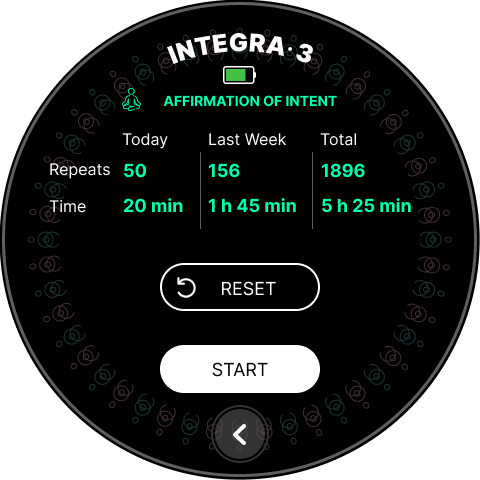 INTEGRA·3
AFFIRMATION OF INTENT
Today Last Week Total
Repeats 50 156 1896
Time 20 min 1 h 45 min 5 h 25 min
RESET
START